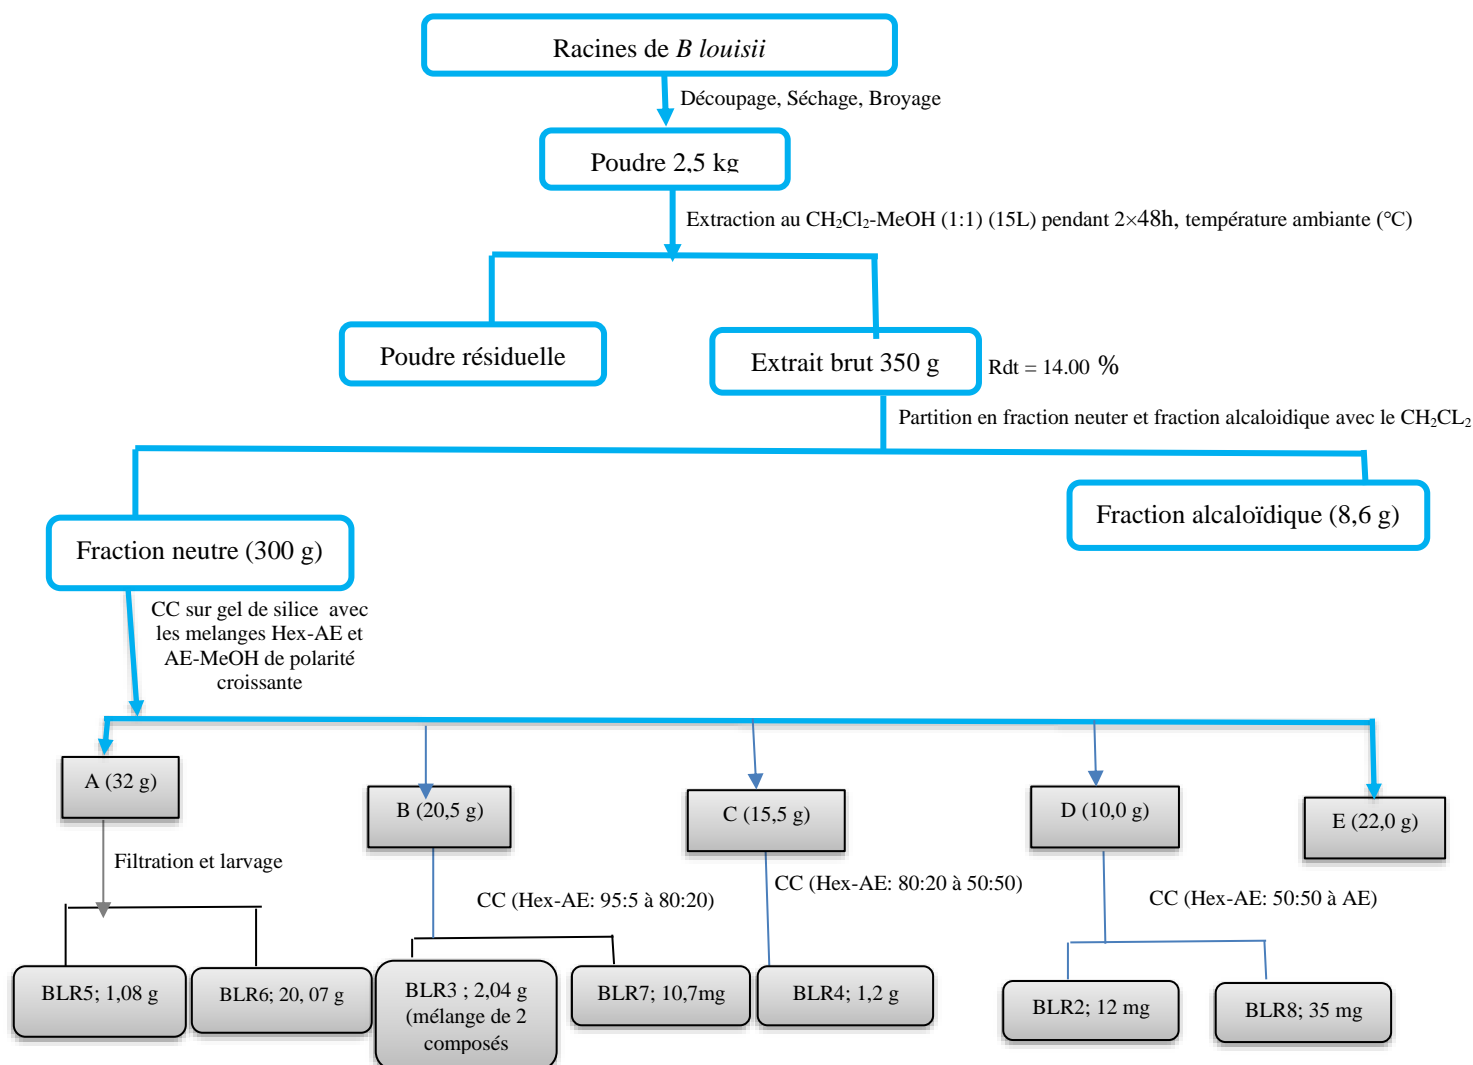 Racines de B louisii
Découpage, Séchage, Broyage
Poudre 2,5 kg
Extraction au CH₂Cl₂-MeOH (1:1) (15L) pendant 2×48h, température ambiante (°C)
Poudre résiduelle
Extrait brut 350 g
Rdt = 14.00 %
Partition en fraction neuter et fraction alcaloidique avec le CH₂CL₂
Fraction alcaloïdique (8,6 g)
Fraction neutre (300 g)
CC sur gel de silice avec
les melanges Hex-AE et
AE-MeOH de polarité
croissante
A (32 g)
B (20,5 g)
C (15,5 g)
D (10,0 g)
E (22,0 g)
Filtration et larvage
CC (Hex-AE: 95:5 à 80:20)
CC (Hex-AE: 80:20 à 50:50)
CC (Hex-AE: 50:50 à AE)
BLR5; 1,08 g
BLR6; 20, 07 g
BLR3 ; 2,04 g
(mélange de 2
composés
BLR7; 10,7mg
BLR4; 1,2 g
BLR2; 12 mg
BLR8; 35 mg